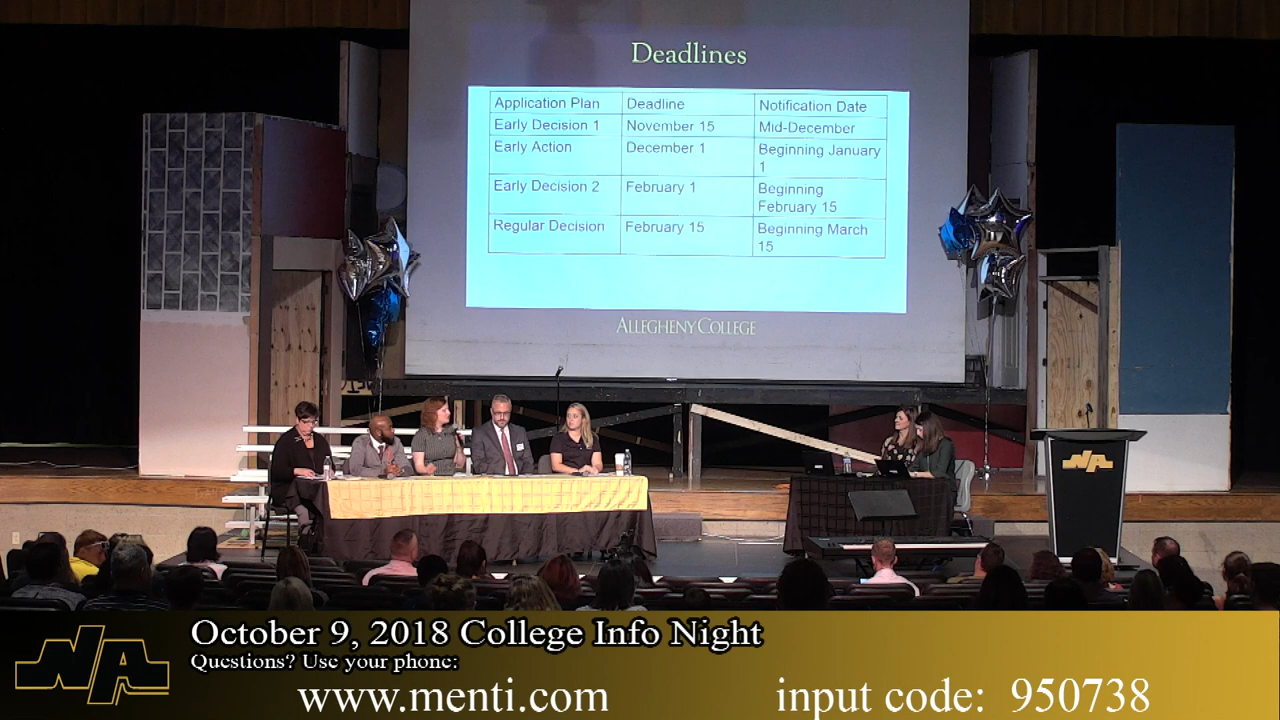 Deadlines
Application Plan Deadline Notification Date
Early Decision 1 November 15 Mid-December
Early Action December 1 Beginning January
1
Early Decision 2 February 1 Beginning
February 15
Regular Decision February 15 Beginning March
15
ALLEGHENY COLLEGE
NA
NA
October 9, 2018 College Info Night
Questions? Use your phone:
www.menti.com input code: 950738